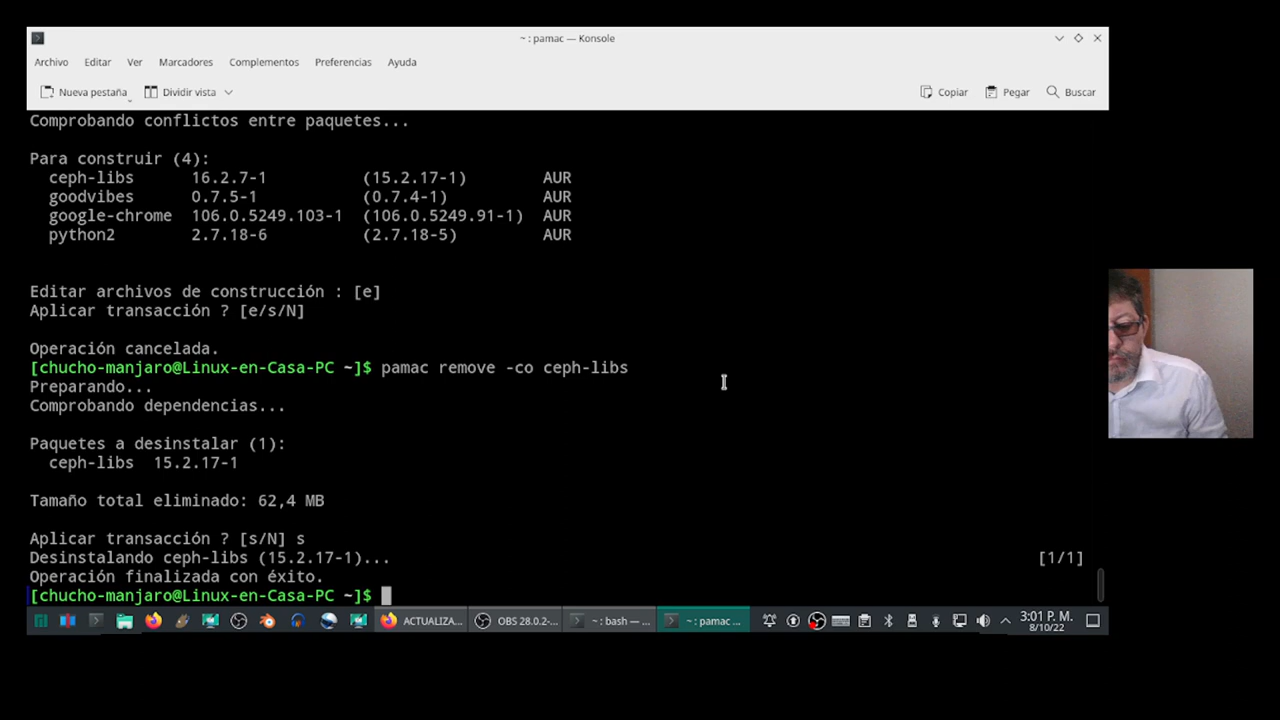 ~ : pamac — Konsole
Archivo Editar Ver Marcadores Complementos Preferencias Ayuda
Nueva pestaña Dividir vista Copiar Pegar Buscar
Comprobando conflictos entre paquetes...
Para construir (4):
ceph-libs 16.2.7-1 (15.2.17-1) AUR
goodvibes 0.7.5-1 (0.7.4-1) AUR
google-chrome 106.0.5249.103-1 (106.0.5249.91-1) AUR
python2 2.7.18-6 (2.7.18-5) AUR
Editar archivos de construcción : [e]
Aplicar transacción ? [e/s/N]
Operación cancelada.
[chucho-manjaro@Linux-en-Casa-PC ~]$ pamac remove -co ceph-libs
Preparando...
Comprobando dependencias...
Paquetes a desinstalar (1):
ceph-libs 15.2.17-1
Tamaño total eliminado: 62,4 MB
Aplicar transacción ? [s/N] s
Desinstalando ceph-libs (15.2.17-1)... [1/1]
Operación finalizada con éxito.
[chucho-manjaro@Linux-en-Casa-PC ~]$
ACTUALIZA... OBS 28.0.2-... ~ : bash — ... ~ : pamac ... 3:01 P. M.
8/10/22